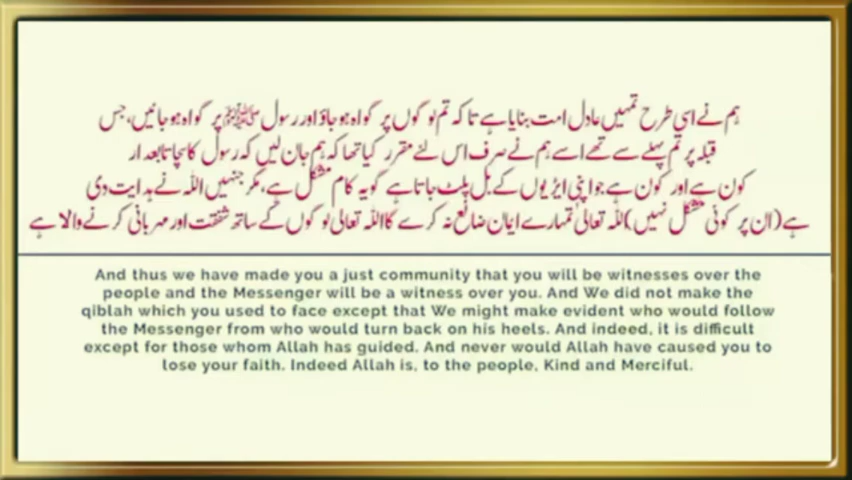 ہم نے اسی طرح تمہیں عادل امت بنایا ہے تاکہ تم لوگوں پر گواہ ہو جاؤ اور رسول ﷺ پر گواہ ہو جائیں، جس
قبلہ پر تم پہلے سے تھے اسے ہم نے صرف اس لئے مقرر کیا تھا کہ ہم جان لیں کہ رسول کا سچا تابعدار
کون ہے اور کون ہے جو اپنی ایڑیوں کے بل پلٹ جاتا ہے گو یہ کام مشکل ہے، مگر جنہیں اللہ نے ہدایت دی
ہے (ان پر کوئی مشکل نہیں) اللہ تعالیٰ تمہارے ایمان ضائع نہ کرے گا اللہ تعالیٰ لوگوں کے ساتھ شفقت اور مہربانی کرنے والا ہے
And thus we have made you a just community that you will be witnesses over the
people and the Messenger will be a witness over you. And We did not make the
qiblah which you used to face except that We might make evident who would follow
the Messenger from who would turn back on his heels. And indeed, it is difficult
except for those whom Allah has guided. And never would Allah have caused you to
lose your faith. Indeed Allah is, to the people, Kind and Merciful.